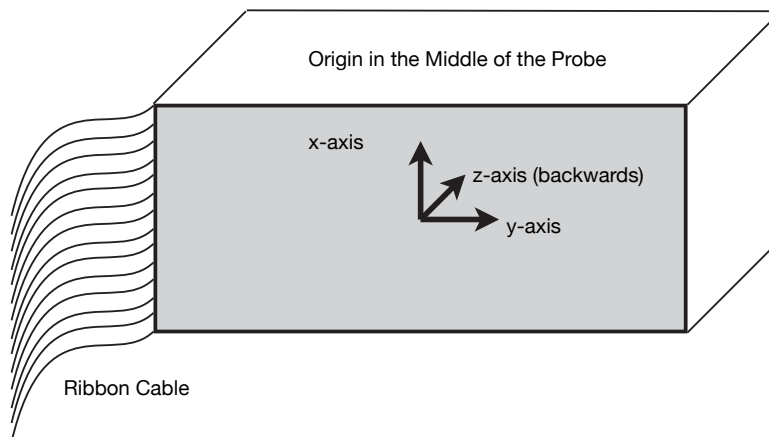 Origin in the Middle of the Probe
x-axis
z-axis (backwards)
y-axis
Ribbon Cable